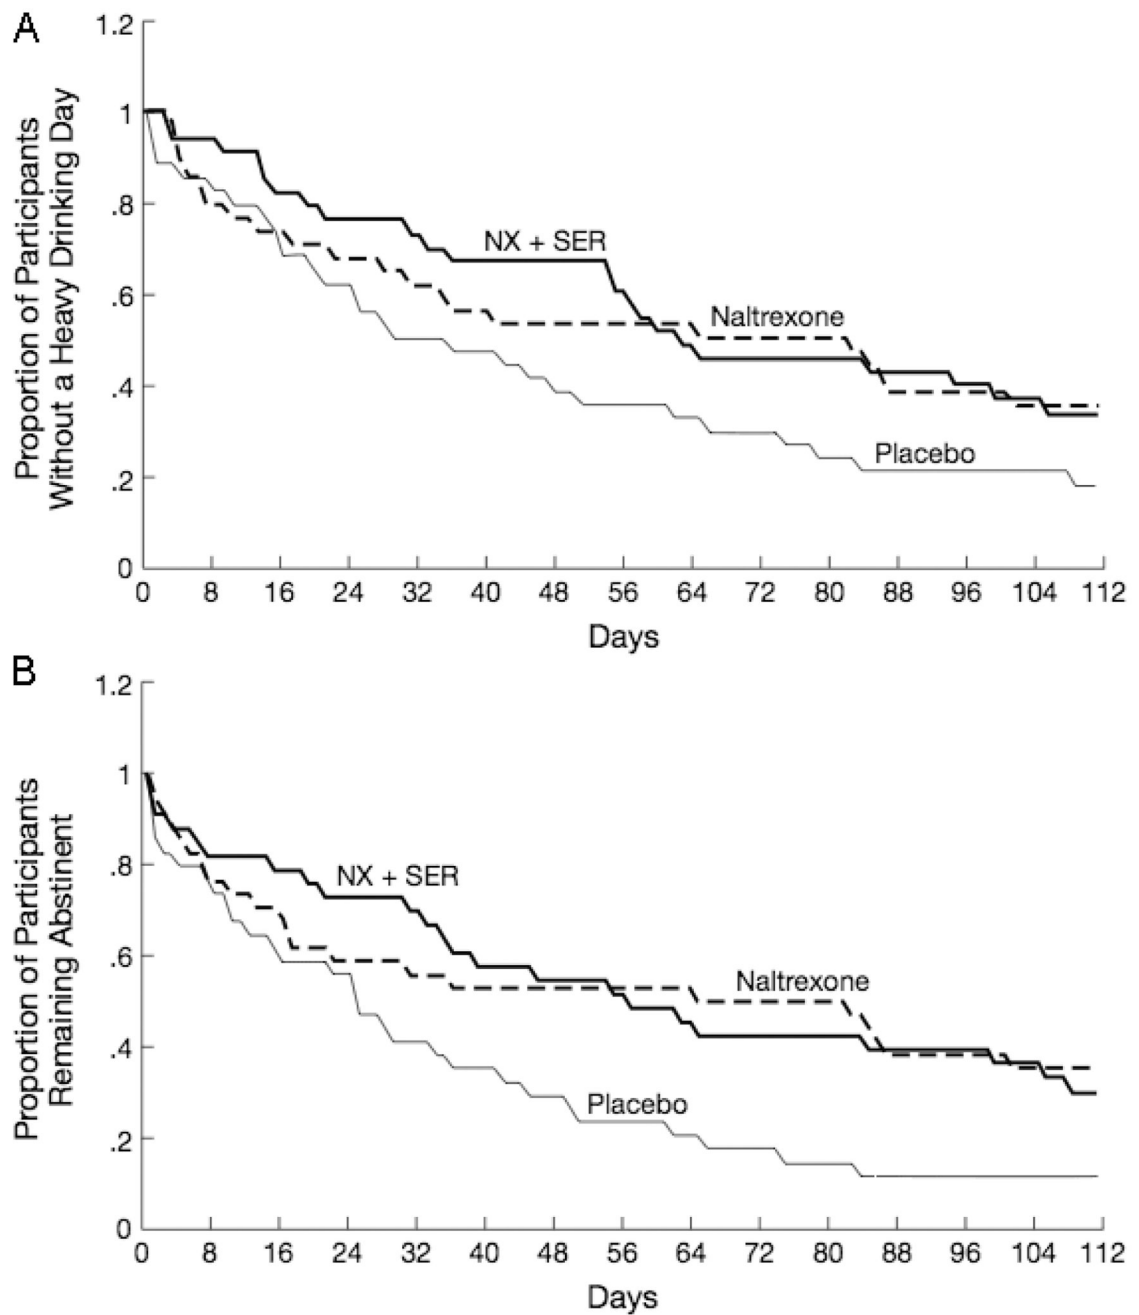 A
1.2
1
.8
.6
.4
.2
0
Proportion of Participants
Without a Heavy Drinking Day
NX + SER
Naltrexone
Placebo
0 8 16 24 32 40 48 56 64 72 80 88 96 104 112
Days
B
1.2
1
.8
.6
.4
.2
0
Proportion of Participants
Remaining Abstinent
NX + SER
Naltrexone
Placebo
0 8 16 24 32 40 48 56 64 72 80 88 96 104 112
Days